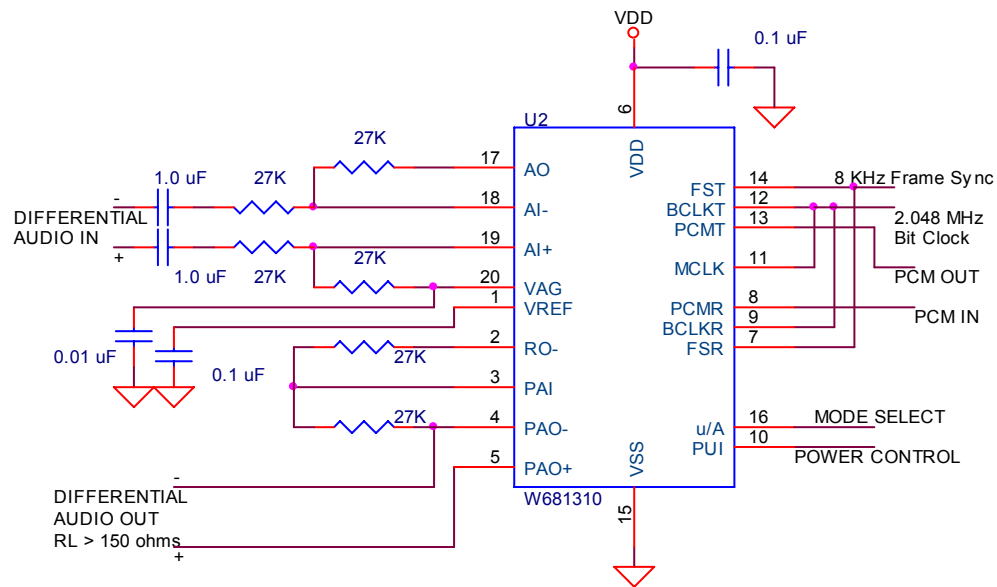 VDD
0.1 uF
6
U2
VDD
27K
17
AO
14
FST
8 KHz Frame Sync
1.0 uF
27K
18
AI-
12
BCLKT
-
DIFFERENTIAL
AUDIO IN
+
13
PCMT
2.048 MHz
Bit Clock
19
AI+
1.0 uF
27K
27K
11
MCLK
PCM OUT
20
VAG
1
VREF
8
PCMR
PCM IN
9
BCLKR
0.01 uF
0.1 uF
2
RO-
27K
7
FSR
3
PAI
27K
4
PAO-
16
u/A
MODE SELECT
10
PUI
POWER CONTROL
5
PAO+
VSS
15
W681310
-
DIFFERENTIAL
AUDIO OUT
RL > 150 ohms
+